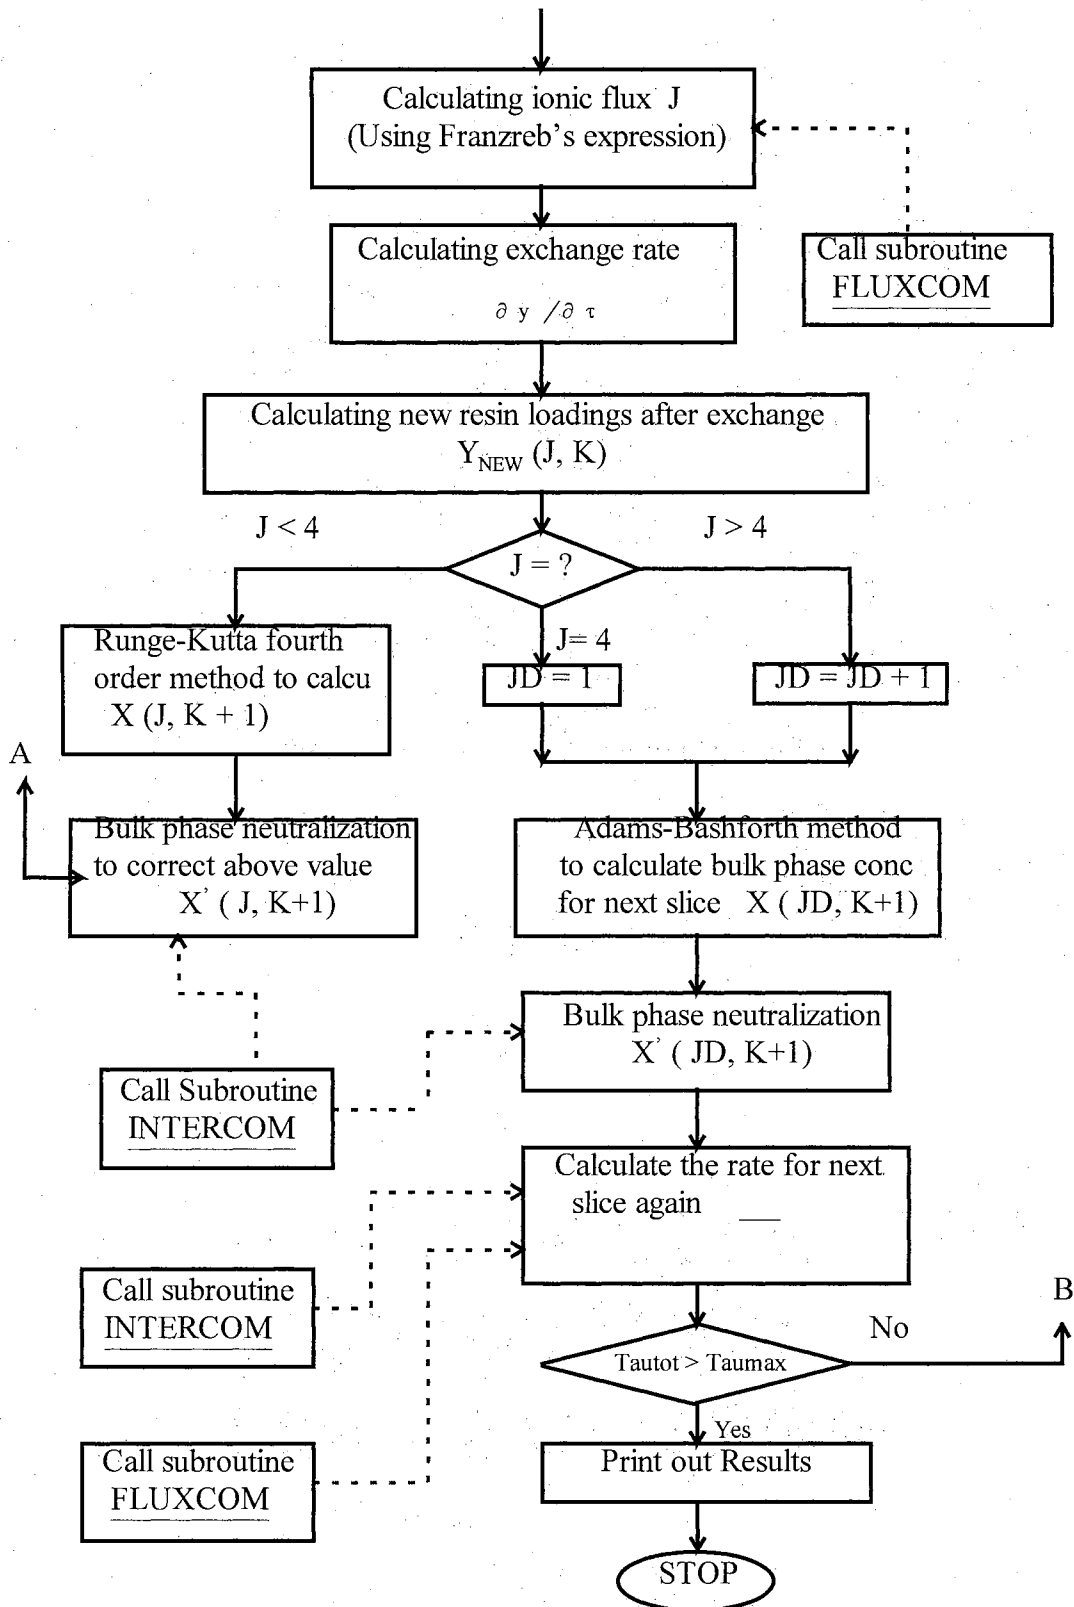 Calculating ionic flux J
(Using Franzreb's expression)
Calculating exchange rate
∂ y /∂ τ
Call subroutine
FLUXCOM
Calculating new resin loadings after exchange
YNEW (J, K)
J < 4
J > 4
J = ?
J= 4
Runge-Kutta fourth
order method to calcu
X (J, K + 1)
JD = 1
JD = JD + 1
A
Bulk phase neutralization
to correct above value
X' ( J, K+1)
Adams-Bashforth method
to calculate bulk phase conc
for next slice X ( JD, K+1)
Bulk phase neutralization
X' ( JD, K+1)
Call Subroutine
INTERCOM
Calculate the rate for next
slice again
Call subroutine
INTERCOM
B
No
Tautot > Taumax
Yes
Call subroutine
FLUXCOM
Print out Results
STOP